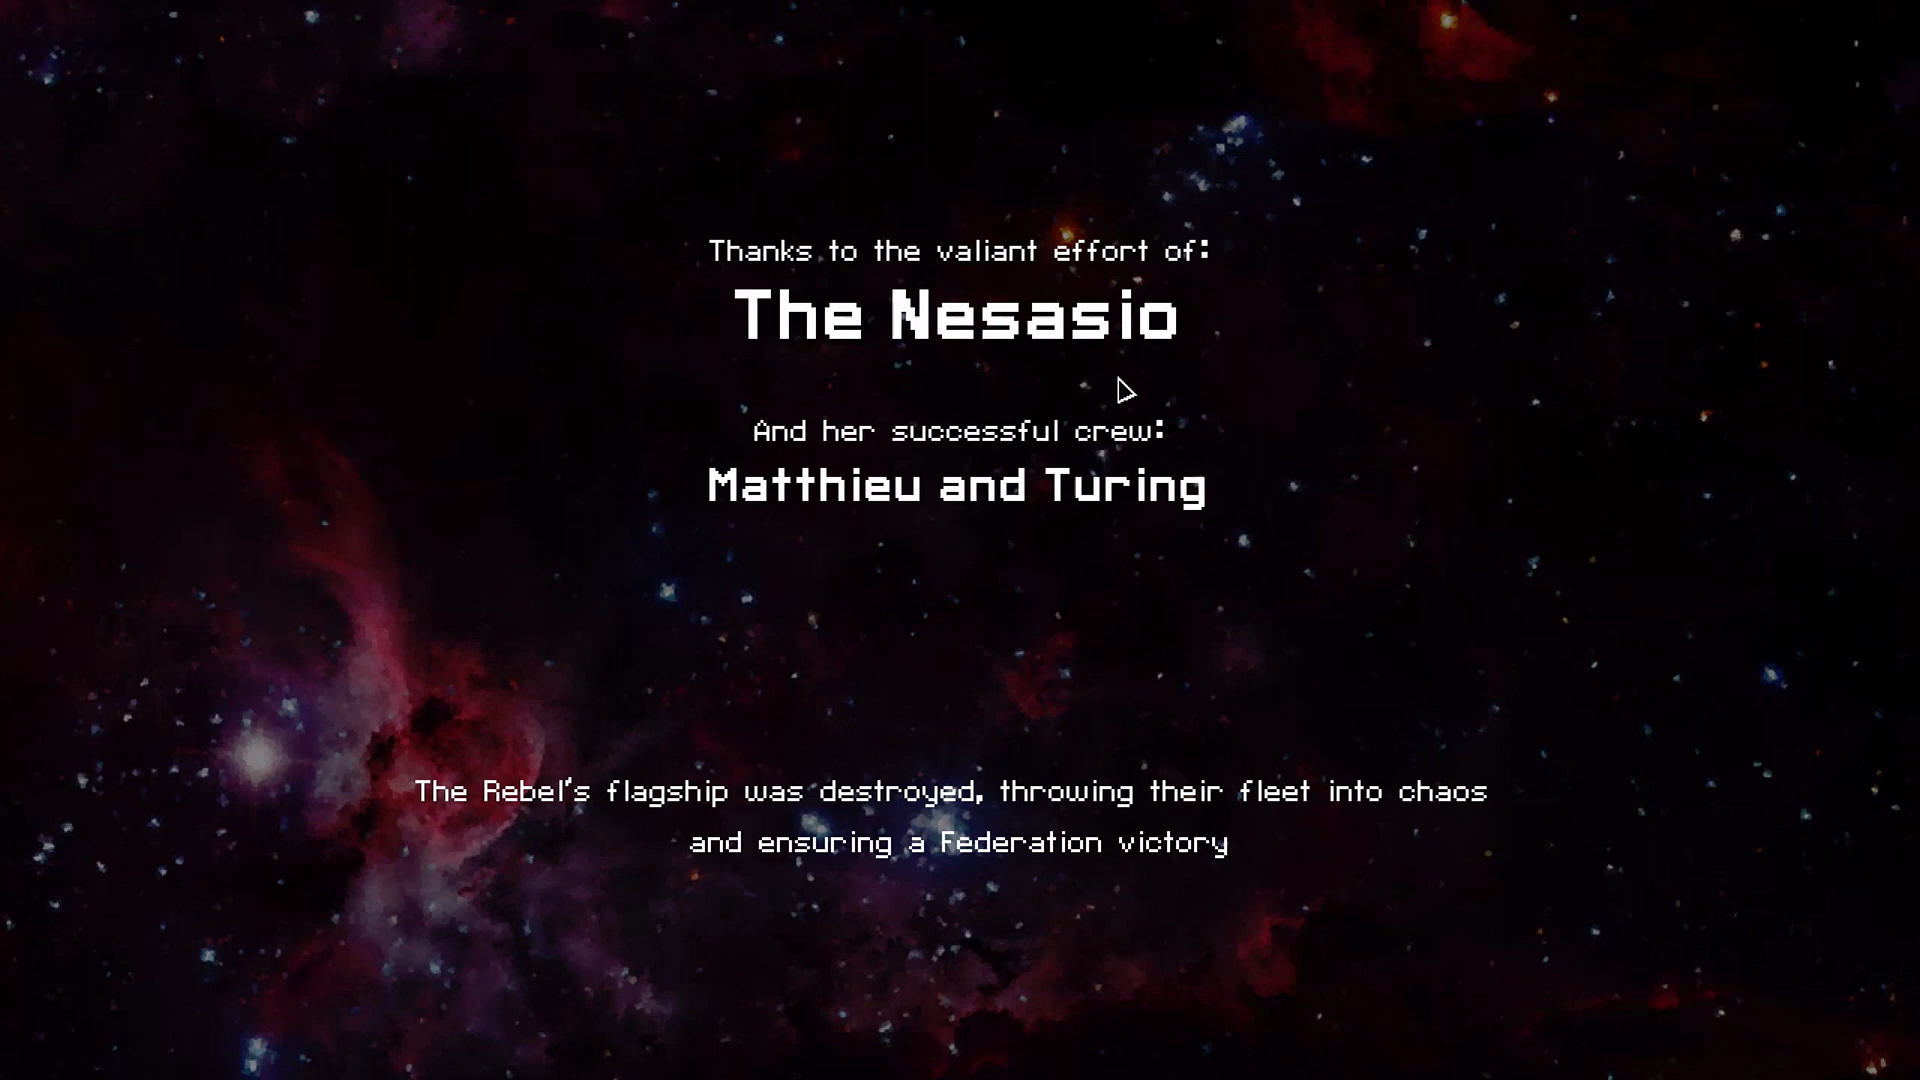 Thanks to the valiant effort of:
The Nesasio
And her successful crew:
Matthieu and Turing
The Rebel's flagship was destroyed, throwing their fleet into chaos
and ensuring a Federation victory